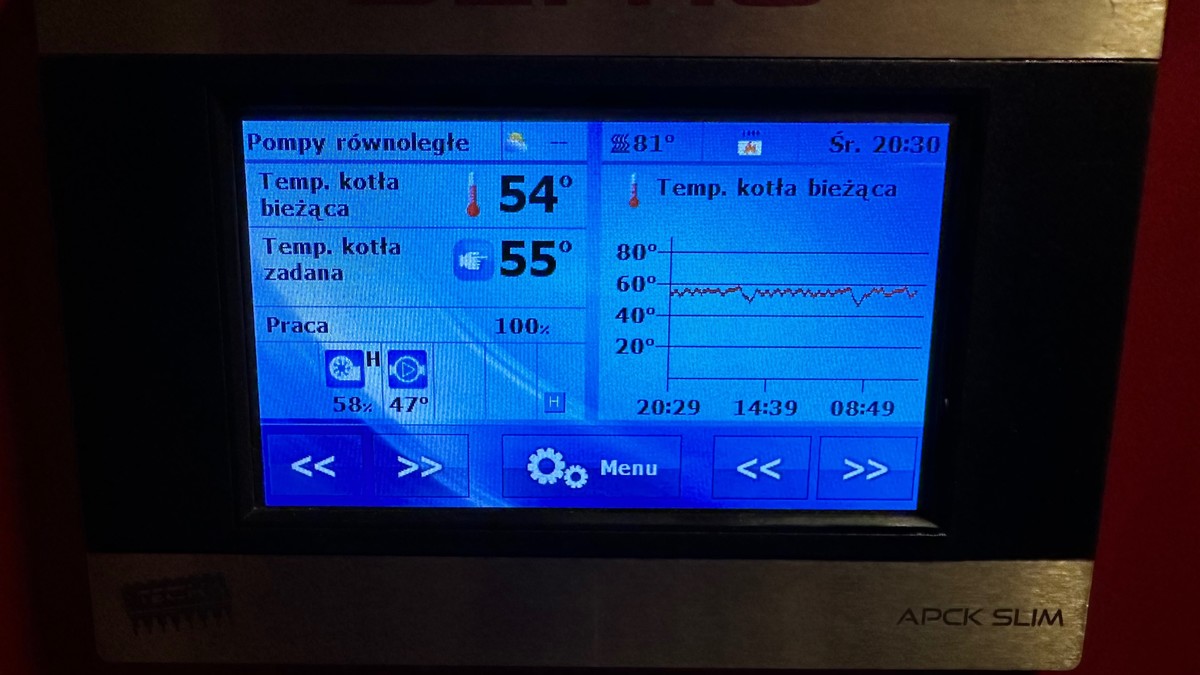 Pompy równoległe
--
81°
Śr. 20:30
Temp. kotła
bieżąca
54°
Temp. kotła
zadana
55°
Praca
100%
H
58%
47°
H
Temp. kotła bieżąca
80°
60°
40°
20°
20:29
14:39
08:49
<<
>>
Menu
<<
>>
APCK SLIM